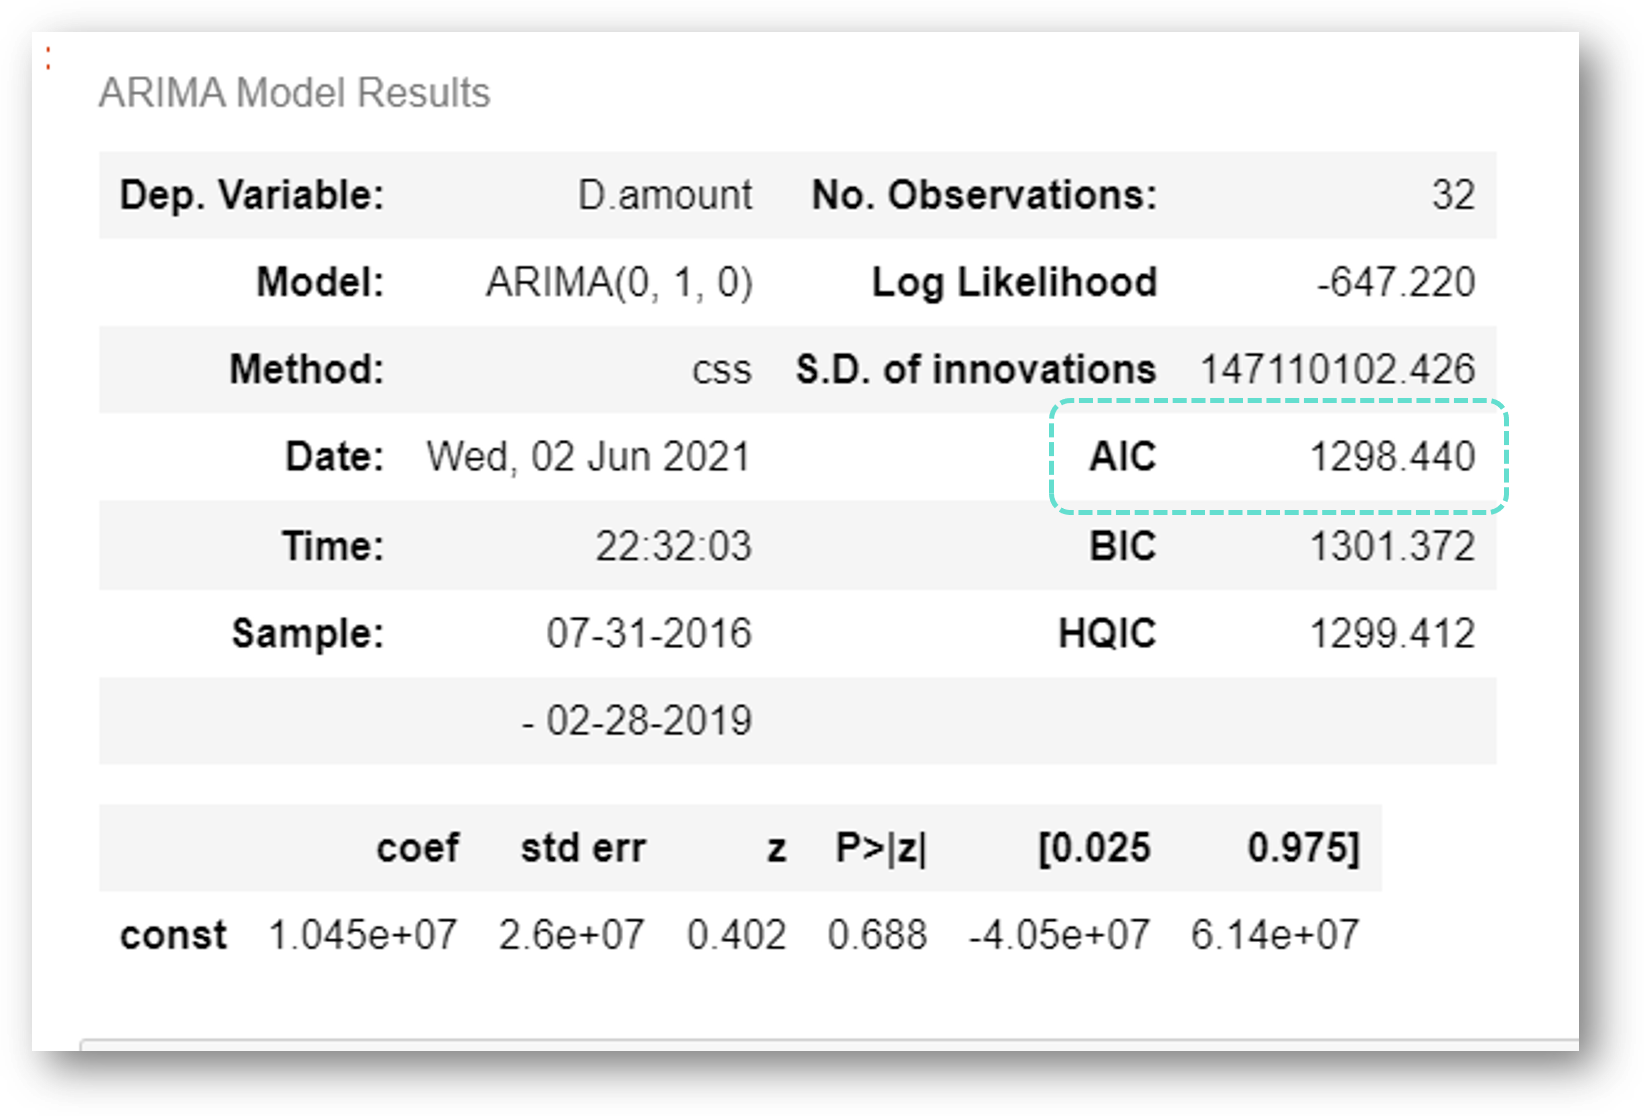 :
ARIMA Model Results
Dep. Variable: D.amount No. Observations: 32
Model: ARIMA(0, 1, 0) Log Likelihood -647.220
Method: css S.D. of innovations 147110102.426
Date: Wed, 02 Jun 2021 AIC 1298.440
Time: 22:32:03 BIC 1301.372
Sample: 07-31-2016 HQIC 1299.412
- 02-28-2019
coef std err z P>|z| [0.025 0.975]
const 1.045e+07 2.6e+07 0.402 0.688 -4.05e+07 6.14e+07